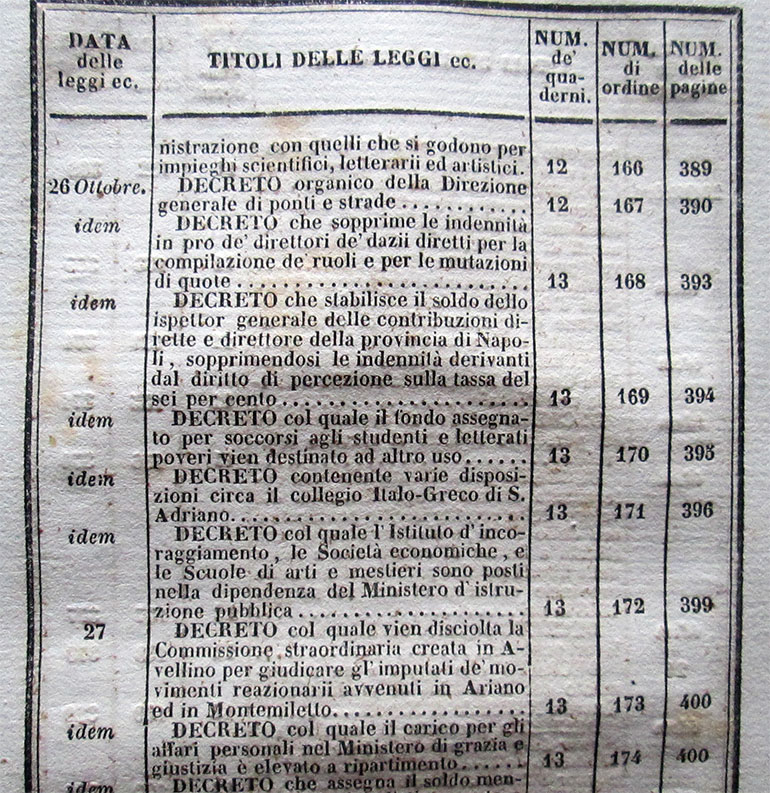 DATA delle leggi ec.
TITOLI DELLE LEGGI ec.
NUM. de' qua- derni.
NUM. di ordine
NUM. delle pagine
nistrazione con quelli che si godono per
impieghi scientifici, letterarii ed artistici. 12 166 389
26 Ottobre. DECRETO organico della Direzione
generale di ponti e strade ............ 12 167 390
idem DECRETO che sopprime le indennità
in pro de' direttori de' dazii diretti per la
compilazione de' ruoli e per le mutazioni
di quote ........................... 13 168 393
idem DECRETO che stabilisce il soldo dello
ispettor generale delle contribuzioni di-
rette e direttore della provincia di Napo-
li, sopprimendosi le indennità derivanti
dal diritto di percezione sulla tassa del
sei per cento ....................... 13 169 394
idem DECRETO col quale il fondo assegna-
to per soccorsi agli studenti e letterati
poveri vien destinato ad altro uso ...... 13 170 395
idem DECRETO contenente varie disposi-
zioni circa il collegio Italo-Greco di S.
Adriano............................ 13 171 396
idem DECRETO col quale l'Istituto d'inco-
raggiamento, le Società economiche, e
le Scuole di arti e mestieri sono posti
nella dipendenza del Ministero d'istru-
zione pubblica ...................... 13 172 399
27 DECRETO col quale vien disciolta la
Commissione straordinaria creata in A-
vellino per giudicare gl'imputati de' mo-
vimenti reazionarii avvenuti in Ariano
ed in Montemiletto................... 13 173 400
idem DECRETO col quale il carico per gli
affari personali nel Ministero di grazia e
giustizia è elevato a ripartimento ...... 13 174 400
idem DECRETO che assegna il soldo men-